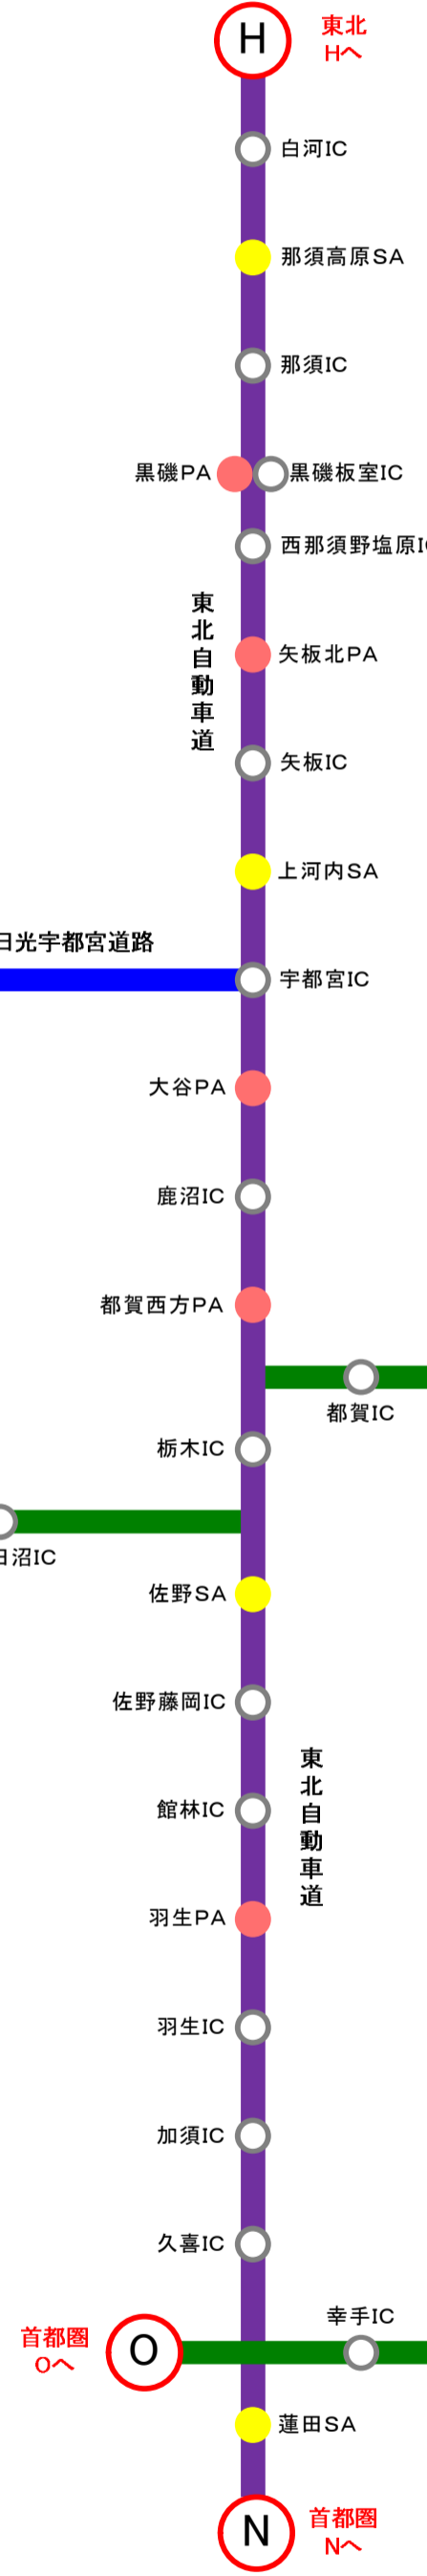 H
東北
Hへ
白河IC
那須高原SA
那須IC
黒磯PA
黒磯板室IC
西那須野塩原IC
東北自動車道
矢板北PA
矢板IC
上河内SA
日光宇都宮道路
宇都宮IC
大谷PA
鹿沼IC
都賀西方PA
都賀IC
栃木IC
日沼IC
佐野SA
佐野藤岡IC
東北自動車道
館林IC
羽生PA
羽生IC
加須IC
久喜IC
幸手IC
首都圏
Oへ
O
蓮田SA
N
首都圏
Nへ